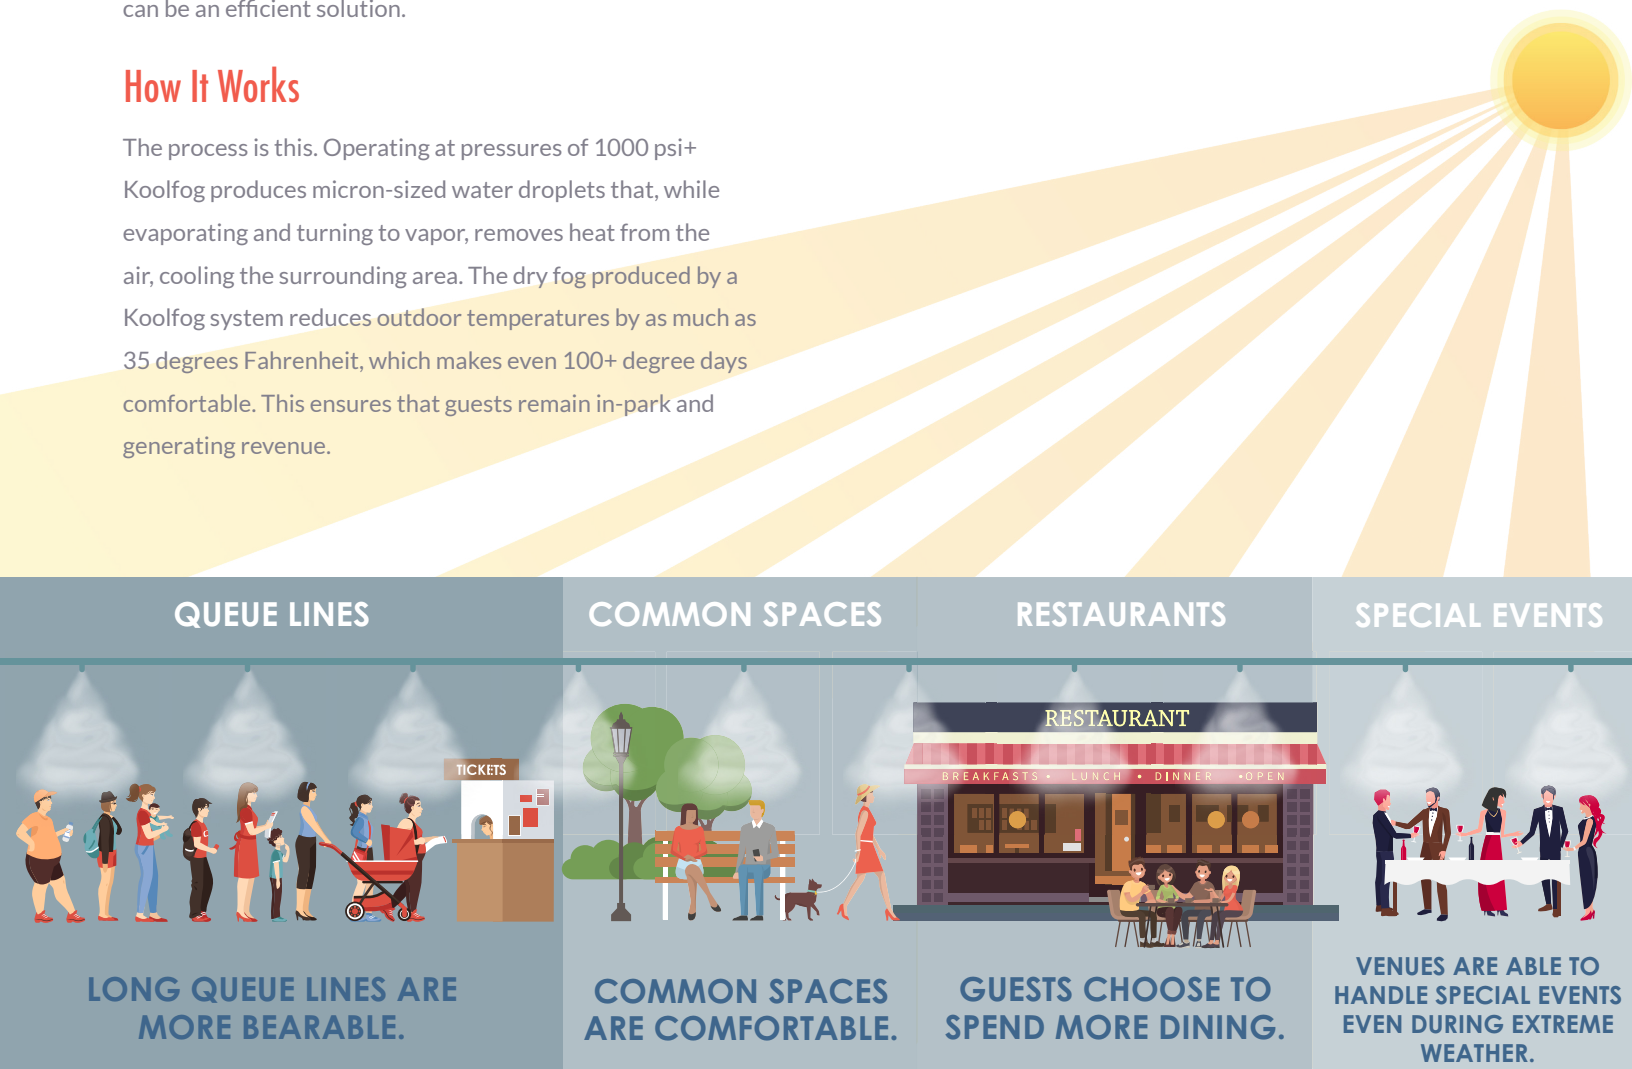 can be an efficient solution.
How It Works
The process is this. Operating at pressures of 1000 psi+
Koolfog produces micron-sized water droplets that, while
evaporating and turning to vapor, removes heat from the
air, cooling the surrounding area. The dry fog produced by a
Koolfog system reduces outdoor temperatures by as much as
35 degrees Fahrenheit, which makes even 100+ degree days
comfortable. This ensures that guests remain in-park and
generating revenue.
QUEUE LINES
COMMON SPACES
RESTAURANTS
SPECIAL EVENTS
TICKETS
RESTAURANT
BREAKFASTS • LUNCH • DINNER •OPEN
LONG QUEUE LINES ARE
MORE BEARABLE.
COMMON SPACES
ARE COMFORTABLE.
GUESTS CHOOSE TO
SPEND MORE DINING.
VENUES ARE ABLE TO
HANDLE SPECIAL EVENTS
EVEN DURING EXTREME
WEATHER.